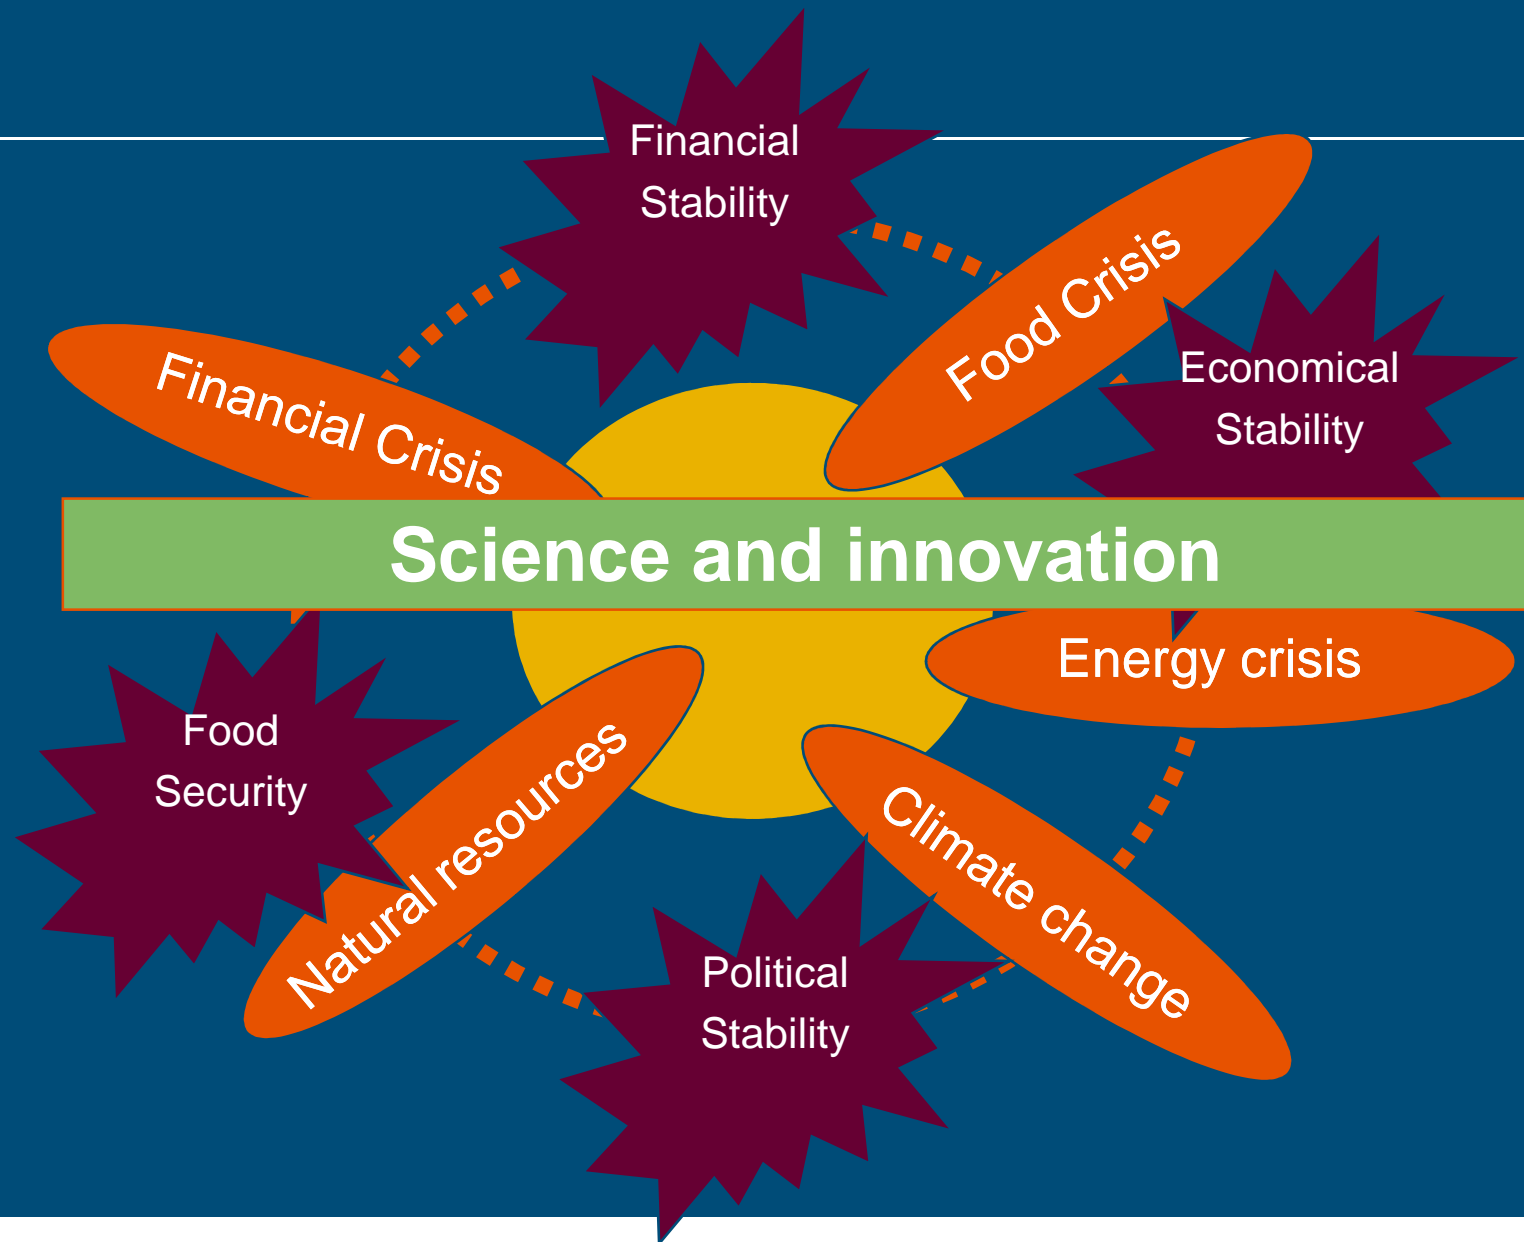 Financial
Stability
Food Crisis
Economical
Stability
Financial Crisis
Science and innovation
Energy crisis
Food
Security
Natural resources
Climate change
Political
Stability